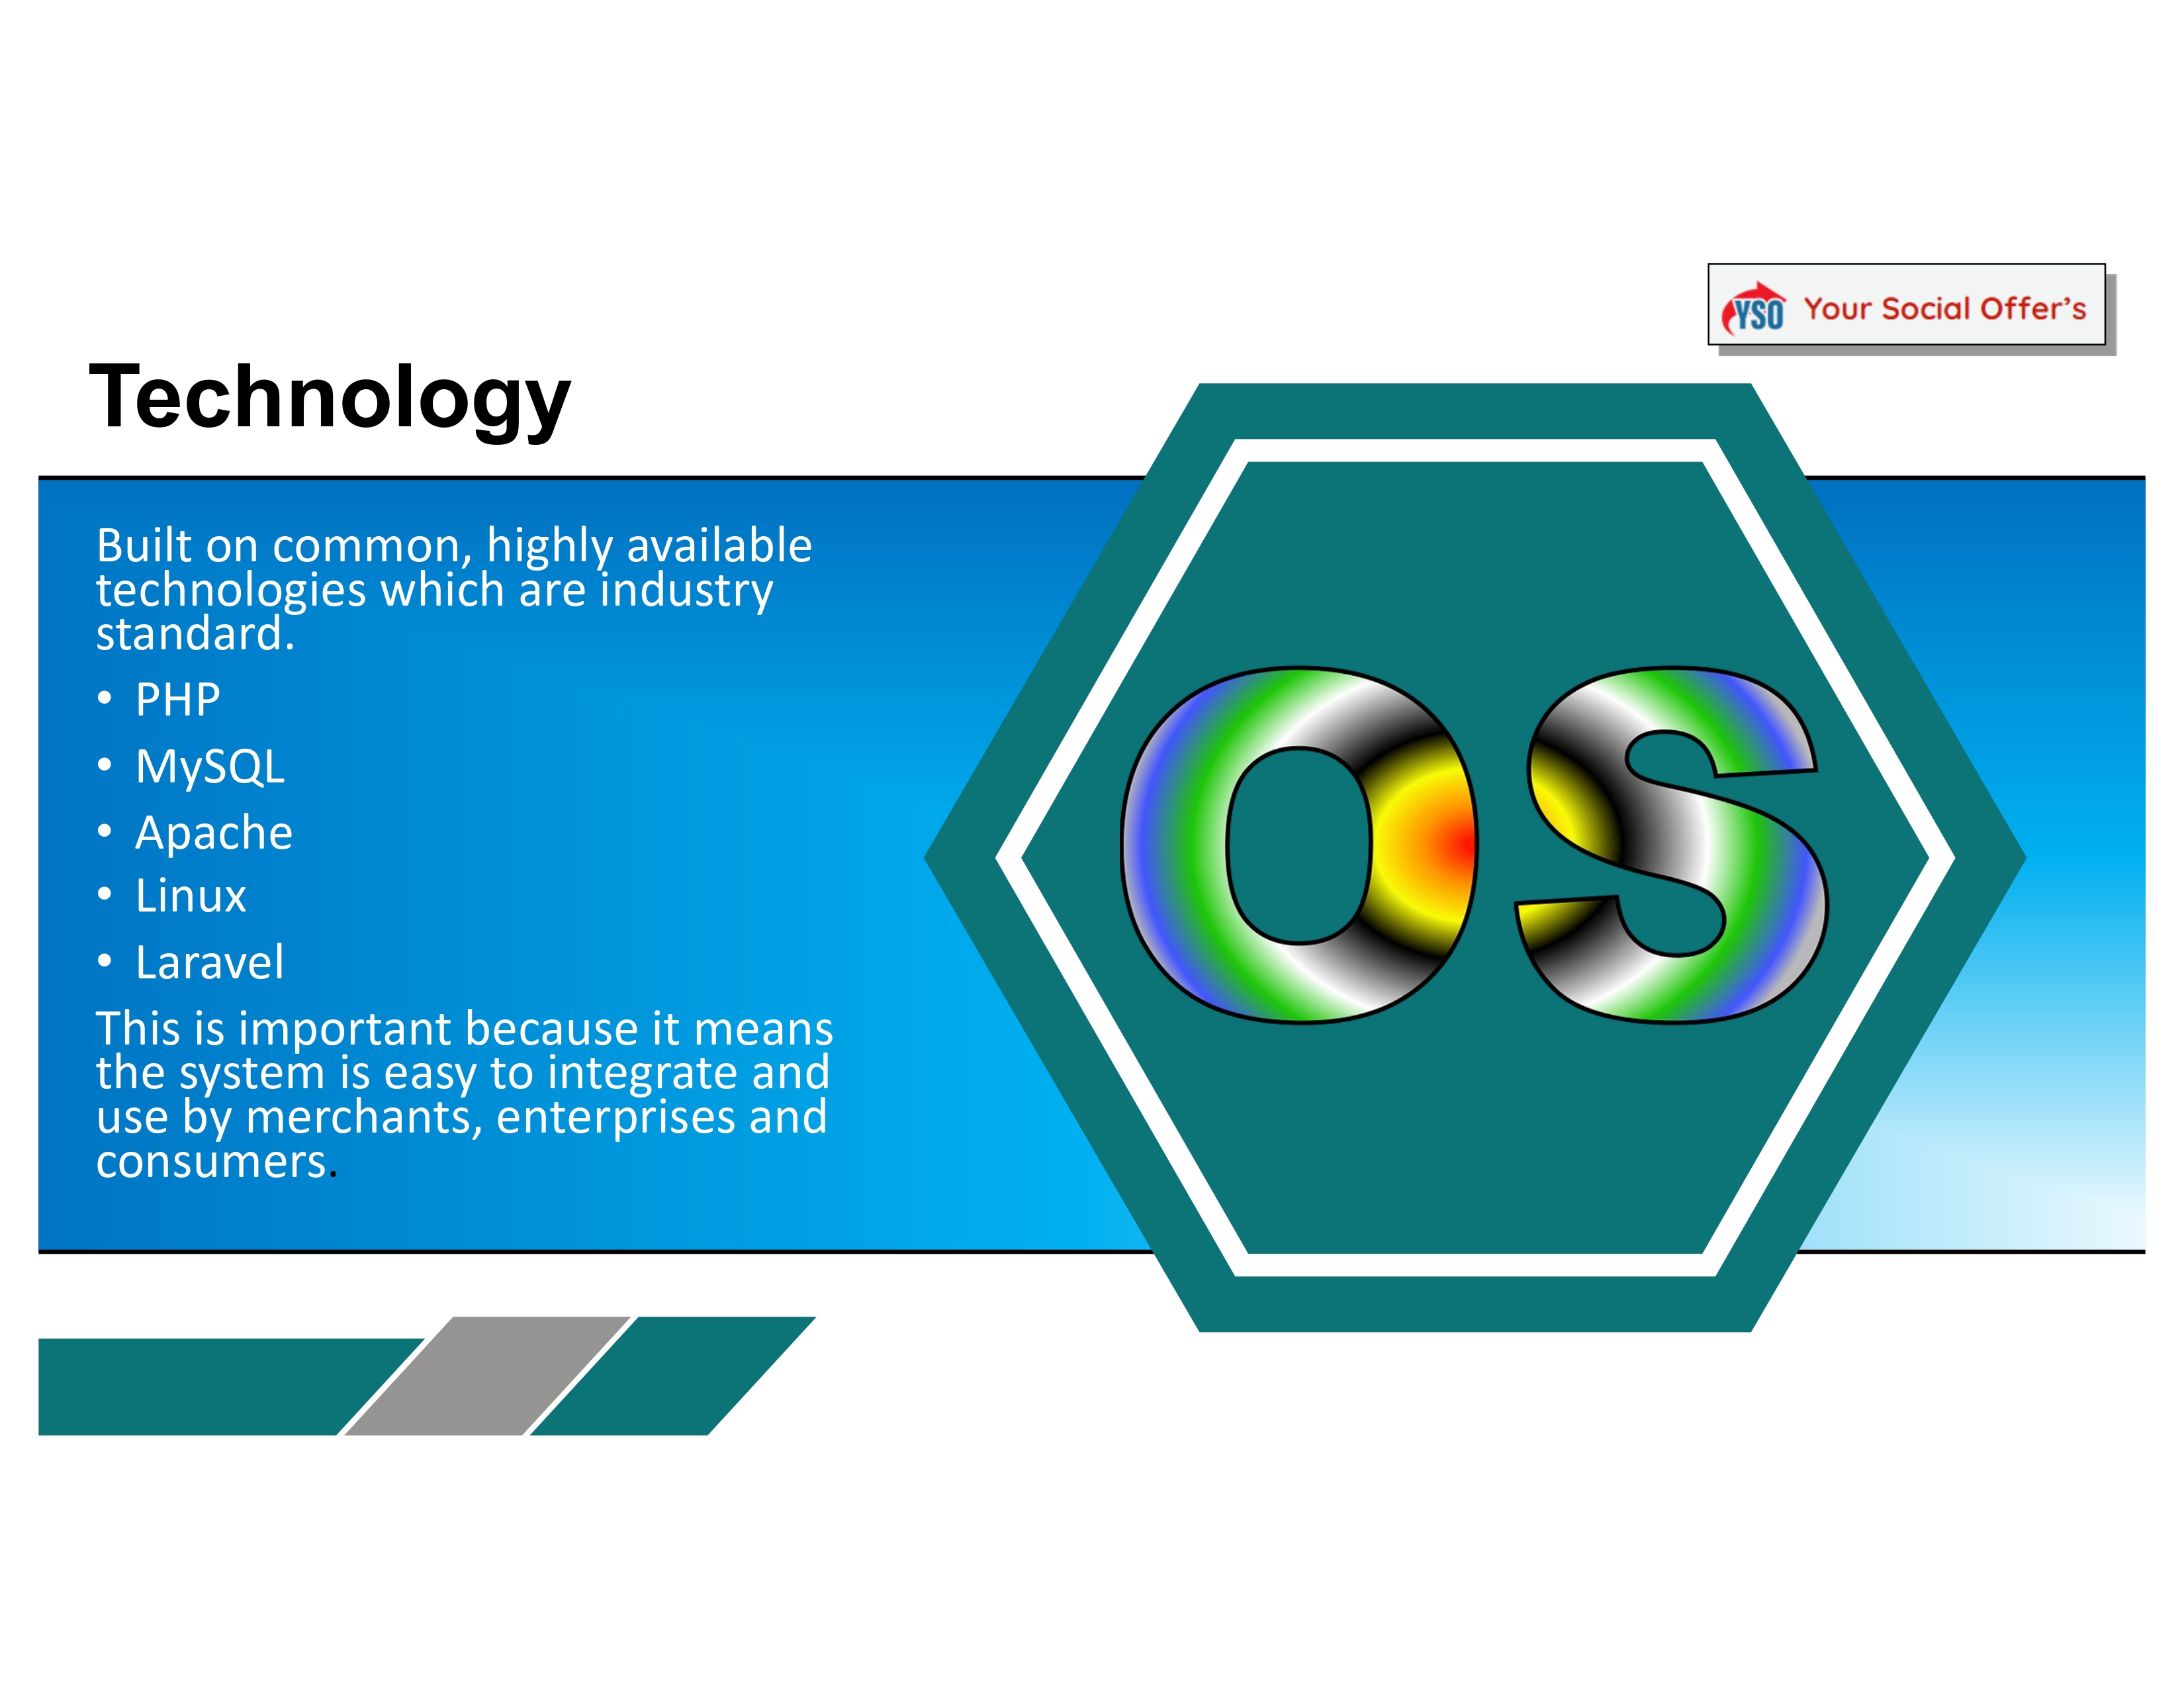 YSO Your Social Offer's
Technology
Built on common, highly available
technologies which are industry
standard.
• PHP
• MySQL
• Apache
• Linux
• Laravel
This is important because it means
the system is easy to integrate and
use by merchants, enterprises and
consumers.
OS